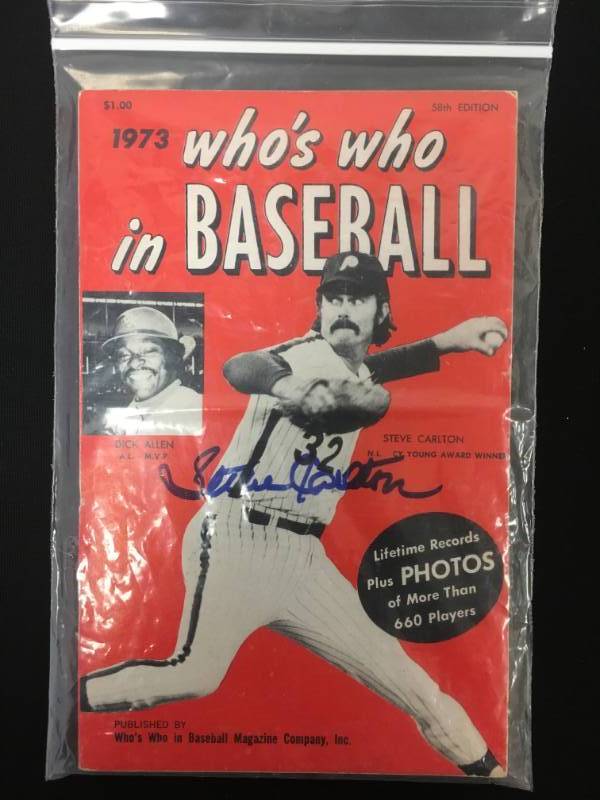 $1.00
58th EDITION
1973 who's who
in BASEBALL
P
DICK ALLEN
A.L. - M.V.P.
STEVE CARLTON
N.L. CY YOUNG AWARD WINNER
32
Steve Carlton
Lifetime Records
Plus PHOTOS
of More Than
660 Players
PUBLISHED BY
Who's Who in Baseball Magazine Company, Inc.